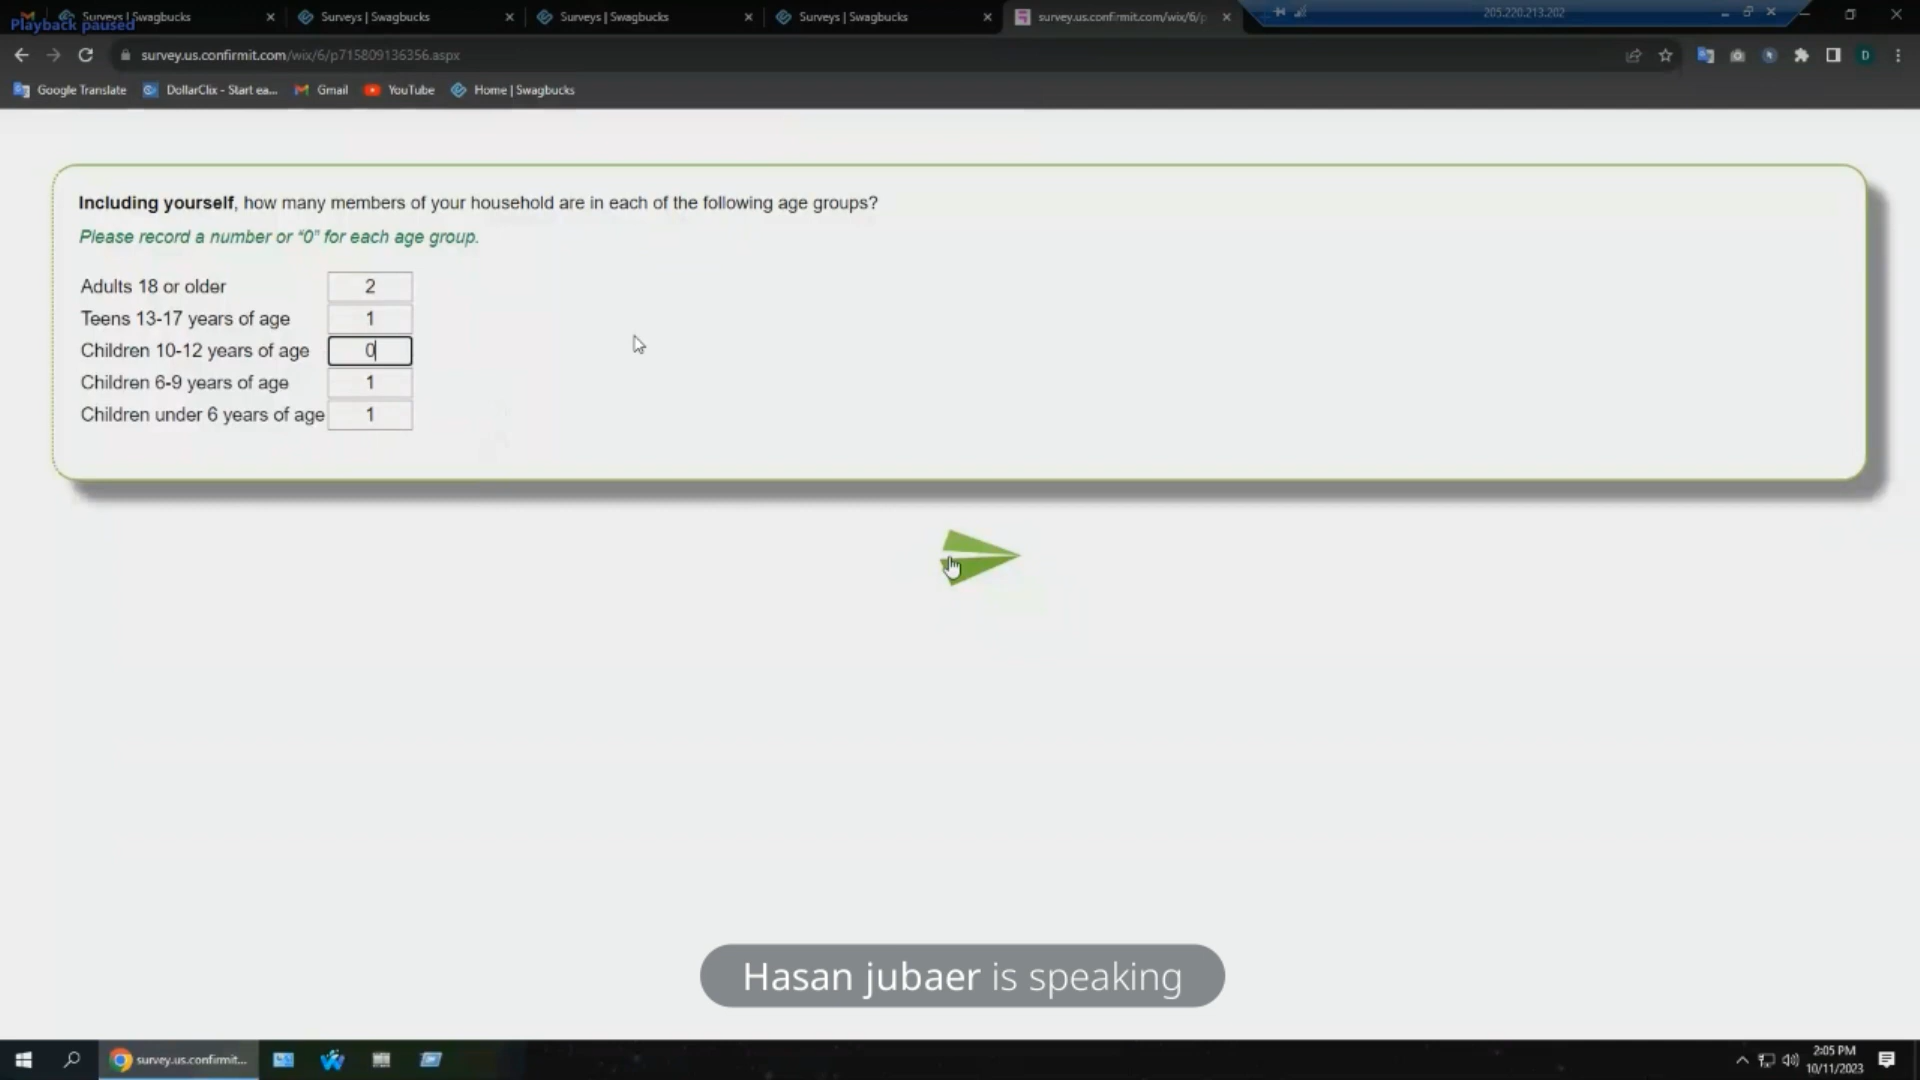 Surveys | Swagbucks
Surveys | Swagbucks
Surveys | Swagbucks
Surveys | Swagbucks
survey.us.confirmit.com/wix/6/p
205.220.213.202
Playback paused
survey.us.confirmit.com/wix/6/p715809136356.aspx
D
Google Translate
DollarClix - Start ea...
Gmail
YouTube
Home | Swagbucks
Including yourself, how many members of your household are in each of the following age groups?
Please record a number or “0” for each age group.
Adults 18 or older 2
Teens 13-17 years of age 1
Children 10-12 years of age 0
Children 6-9 years of age 1
Children under 6 years of age 1
Hasan jubaer is speaking
survey.us.confirmit...
2:05 PM
10/11/2023